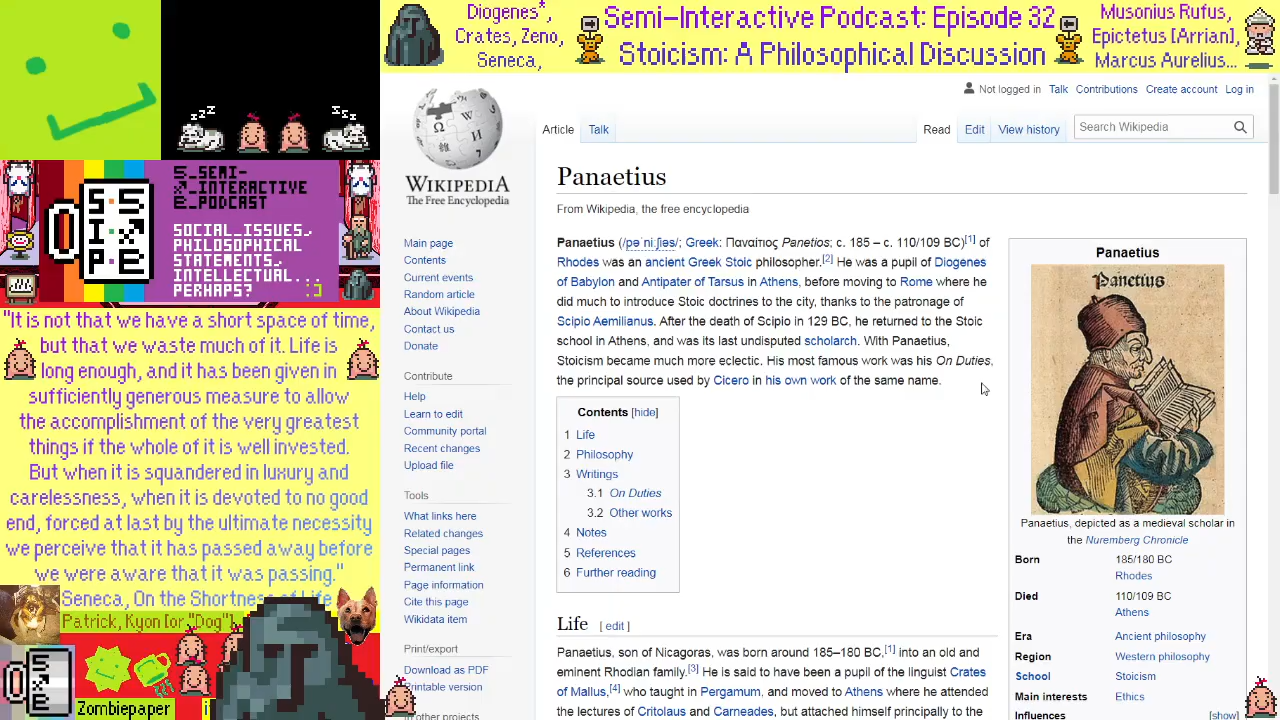 Diogenes*,
Crates, Zeno,
Seneca,
Semi-Interactive Podcast: Episode 32
Stoicism: A Philosophical Discussion
Musonius Rufus,
Epictetus [Arrian],
Marcus Aurelius...
S_SEMI-
_INTERACTIVE
_PODCAST
SOCIAL_ISSUES,
PHILOSOPHICAL
STATEMENTS,
INTELLECTUAL...
PERHAPS? :J
"It is not that we have a short space of time,
but that we waste much of it. Life is
long enough, and it has been given in
sufficiently generous measure to allow
the accomplishment of the very greatest
things if the whole of it is well invested.
But when it is squandered in luxury and
carelessness, when it is devoted to no good
end, forced at last by the ultimate necessity
we perceive that it has passed away before
we were aware that it was passing."
Seneca, On the Shortness of Life
Patrick, Kyon [or "Dog"],
Zombiepaper
WIKIPEDIA
The Free Encyclopedia
Main page
Contents
Current events
Random article
About Wikipedia
Contact us
Donate
Contribute
Help
Learn to edit
Community portal
Recent changes
Upload file
Tools
What links here
Related changes
Special pages
Permanent link
Page information
Cite this page
Wikidata item
Print/export
Download as PDF
Printable version
In other projects
Not logged in Talk Contributions Create account Log in
Article Talk Read Edit View history Search Wikipedia
Panaetius
From Wikipedia, the free encyclopedia
Panaetius (/pəˈniːʃiəs/; Greek: Παναίτιος Panetios; c. 185 – c. 110/109 BC)[1] of
Rhodes was an ancient Greek Stoic philosopher.[2] He was a pupil of Diogenes
of Babylon and Antipater of Tarsus in Athens, before moving to Rome where he
did much to introduce Stoic doctrines to the city, thanks to the patronage of
Scipio Aemilianus. After the death of Scipio in 129 BC, he returned to the Stoic
school in Athens, and was its last undisputed scholarch. With Panaetius,
Stoicism became much more eclectic. His most famous work was his On Duties,
the principal source used by Cicero in his own work of the same name.
Contents [hide]
1 Life
2 Philosophy
3 Writings
3.1 On Duties
3.2 Other works
4 Notes
5 References
6 Further reading
Life [ edit ]
Panaetius, son of Nicagoras, was born around 185–180 BC,[1] into an old and
eminent Rhodian family.[3] He is said to have been a pupil of the linguist Crates
of Mallus,[4] who taught in Pergamum, and moved to Athens where he attended
the lectures of Critolaus and Carneades, but attached himself principally to the
Panaetius
Panetius
Panaetius, depicted as a medieval scholar in
the Nuremberg Chronicle
Born 185/180 BC
Rhodes
Died 110/109 BC
Athens
Era Ancient philosophy
Region Western philosophy
School Stoicism
Main interests Ethics
Influences [show]